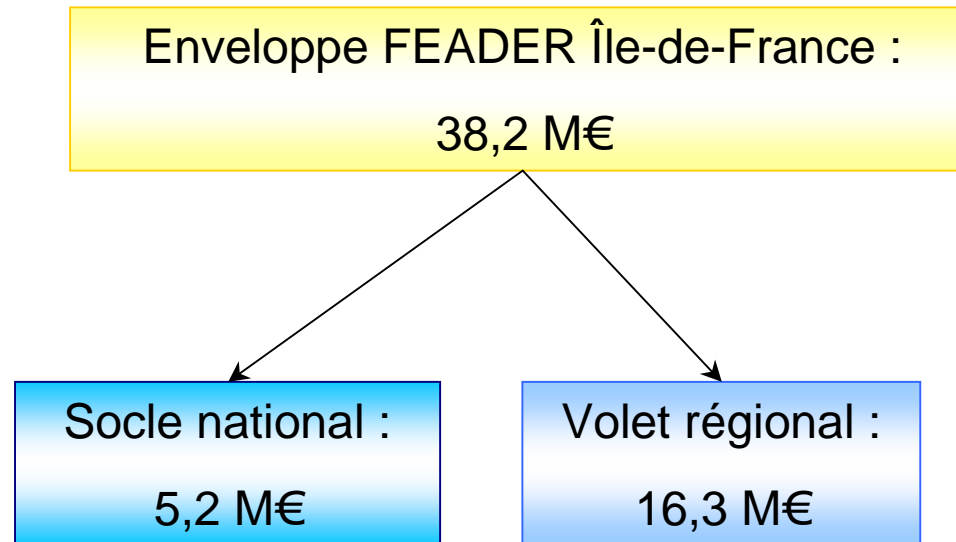 Enveloppe FEADER Île-de-France :
38,2 M€
Socle national :
5,2 M€
Volet régional :
16,3 M€